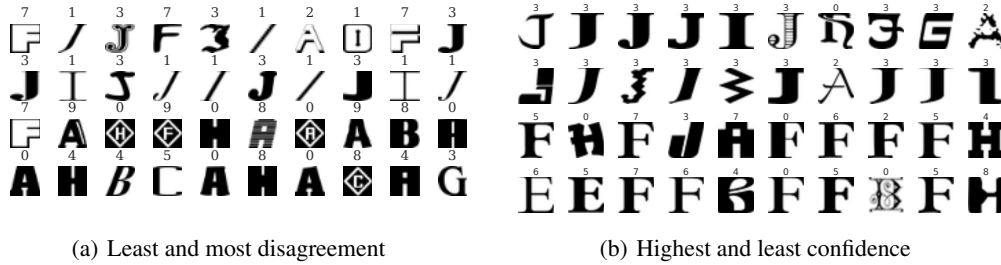 7 1 3 7 3 1 2 0 7 3
F I J F I A I F J
3 1 3 1 1 3 1 3 1 1
J I J I I J I J I I
7 9 0 9 0 8 0 9 8 0
F A H F H A A A B H
0 4 4 5 0 8 0 8 4 3
A H B C A H A C A G
(a) Least and most disagreement
3 3 3 3 3 3 0 3 3 2
J J J J I J H J G A
3 3 3 3 3 3 2 3 3 3
J J I J A J J I
5 0 7 3 7 0 6 2 5 4
F H F J A F F F F H
6 5 7 6 4 0 5 0 5 8
E E F F B F F B F H
(b) Highest and least confidence